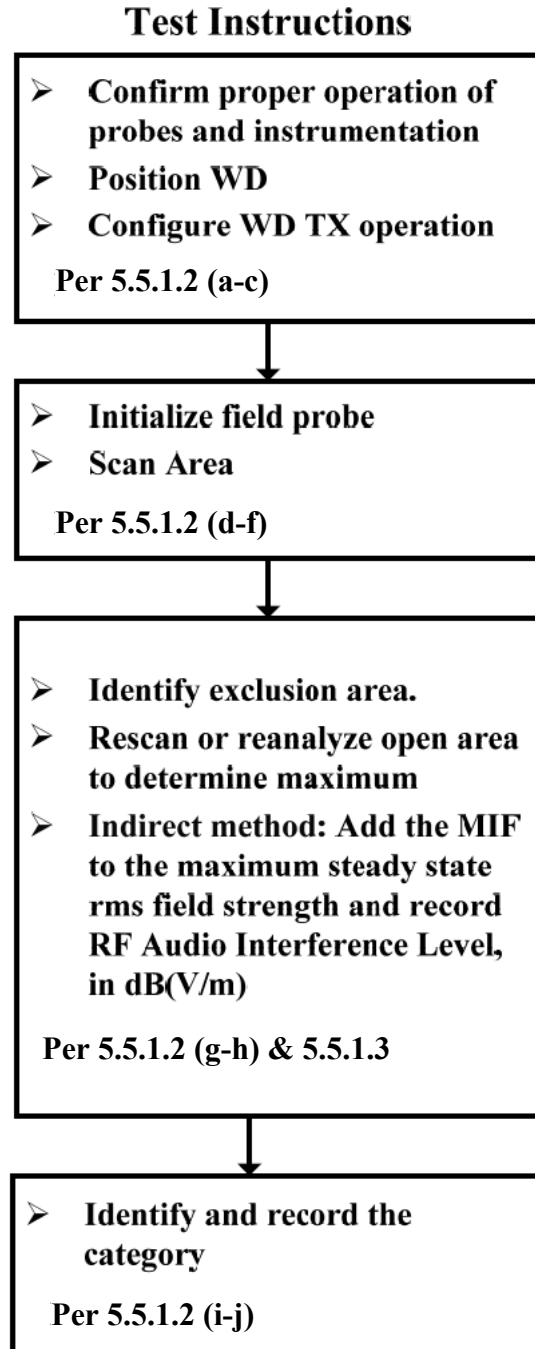 Test Instructions
➢ Confirm proper operation of
probes and instrumentation
➢ Position WD
➢ Configure WD TX operation
Per 5.5.1.2 (a-c)
➢ Initialize field probe
➢ Scan Area
Per 5.5.1.2 (d-f)
➢ Identify exclusion area.
➢ Rescan or reanalyze open area
to determine maximum
➢ Indirect method: Add the MIF
to the maximum steady state
rms field strength and record
RF Audio Interference Level,
in dB(V/m)
Per 5.5.1.2 (g-h) & 5.5.1.3
➢ Identify and record the
category
Per 5.5.1.2 (i-j)